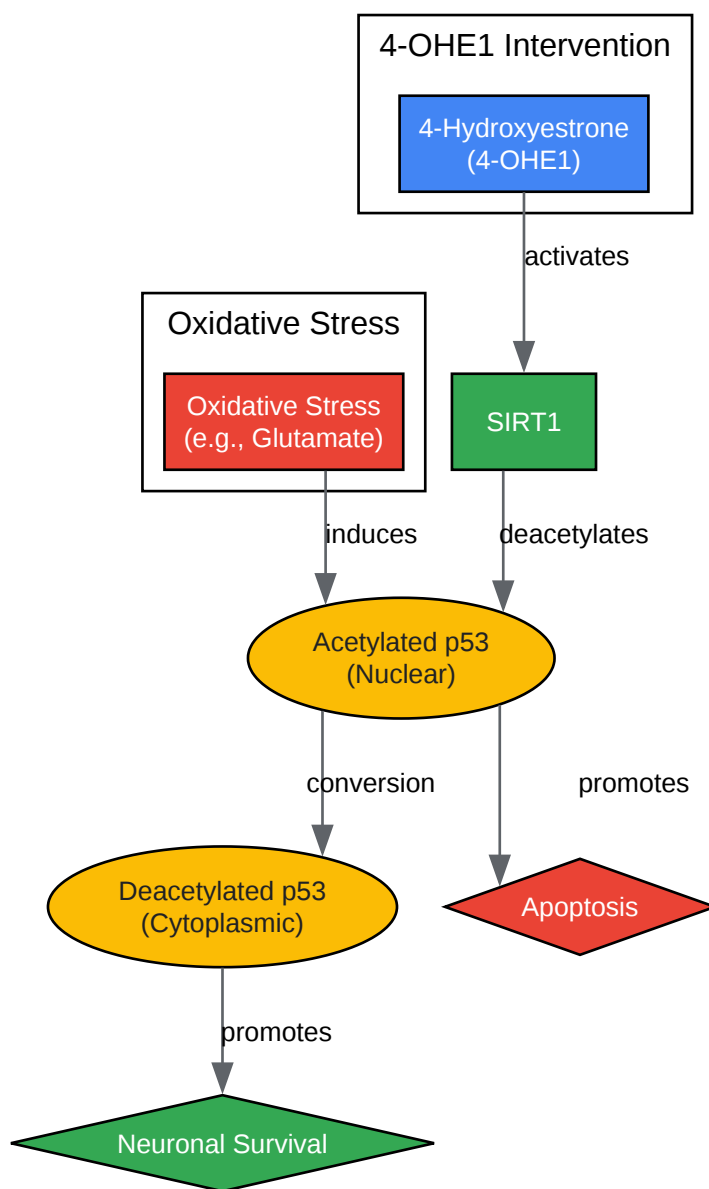 4-OHE1 Intervention
4-Hydroxyestrone
(4-OHE1)
activates
Oxidative Stress
Oxidative Stress
(e.g., Glutamate)
SIRT1
induces
deacetylates
Acetylated p53
(Nuclear)
conversion
promotes
Deacetylated p53
(Cytoplasmic)
Apoptosis
promotes
Neuronal Survival